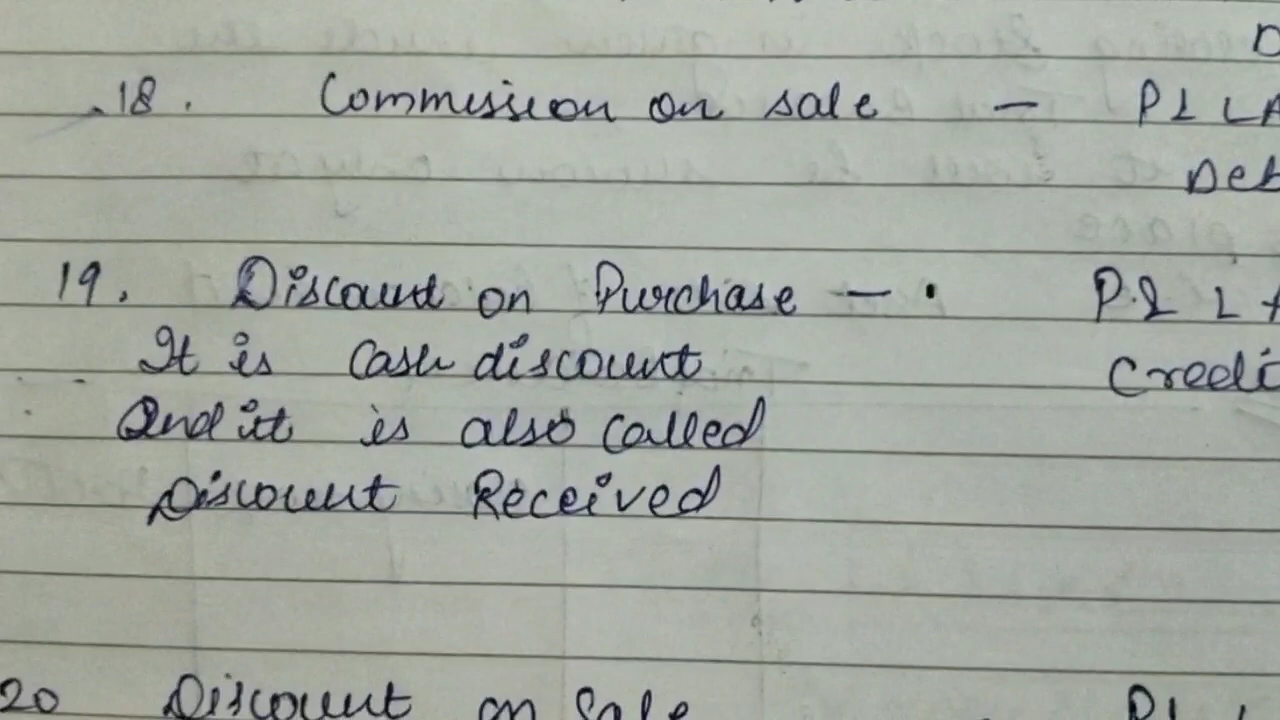 D
18. Commission on sale — P L L A
Deb
19. Discount on Purchase — . P.L L A
It is Cash discount Credi
And it is also called
Discount Received
20 Discount on Sale - PL L